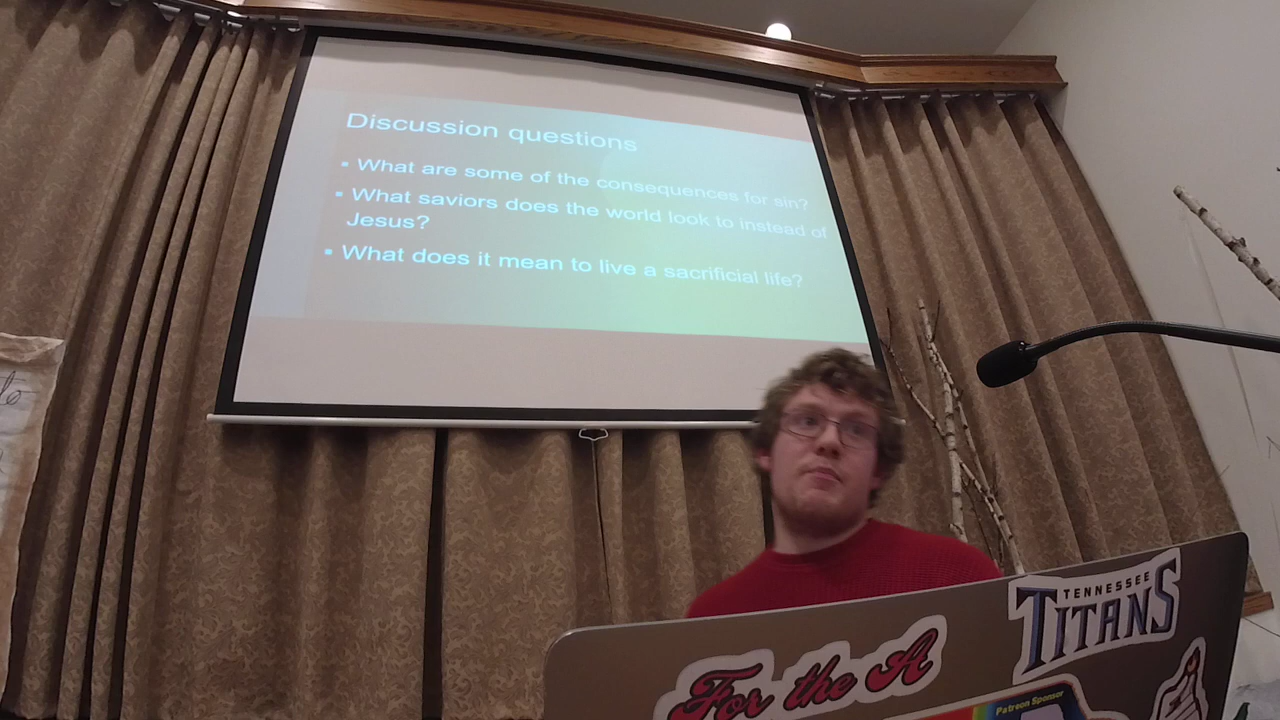 Discussion questions
▪ What are some of the consequences for sin?
▪ What saviors does the world look to instead of
Jesus?
▪ What does it mean to live a sacrificial life?
to
TENNESSEE
TITANS
For the A
Patreon Sponsor